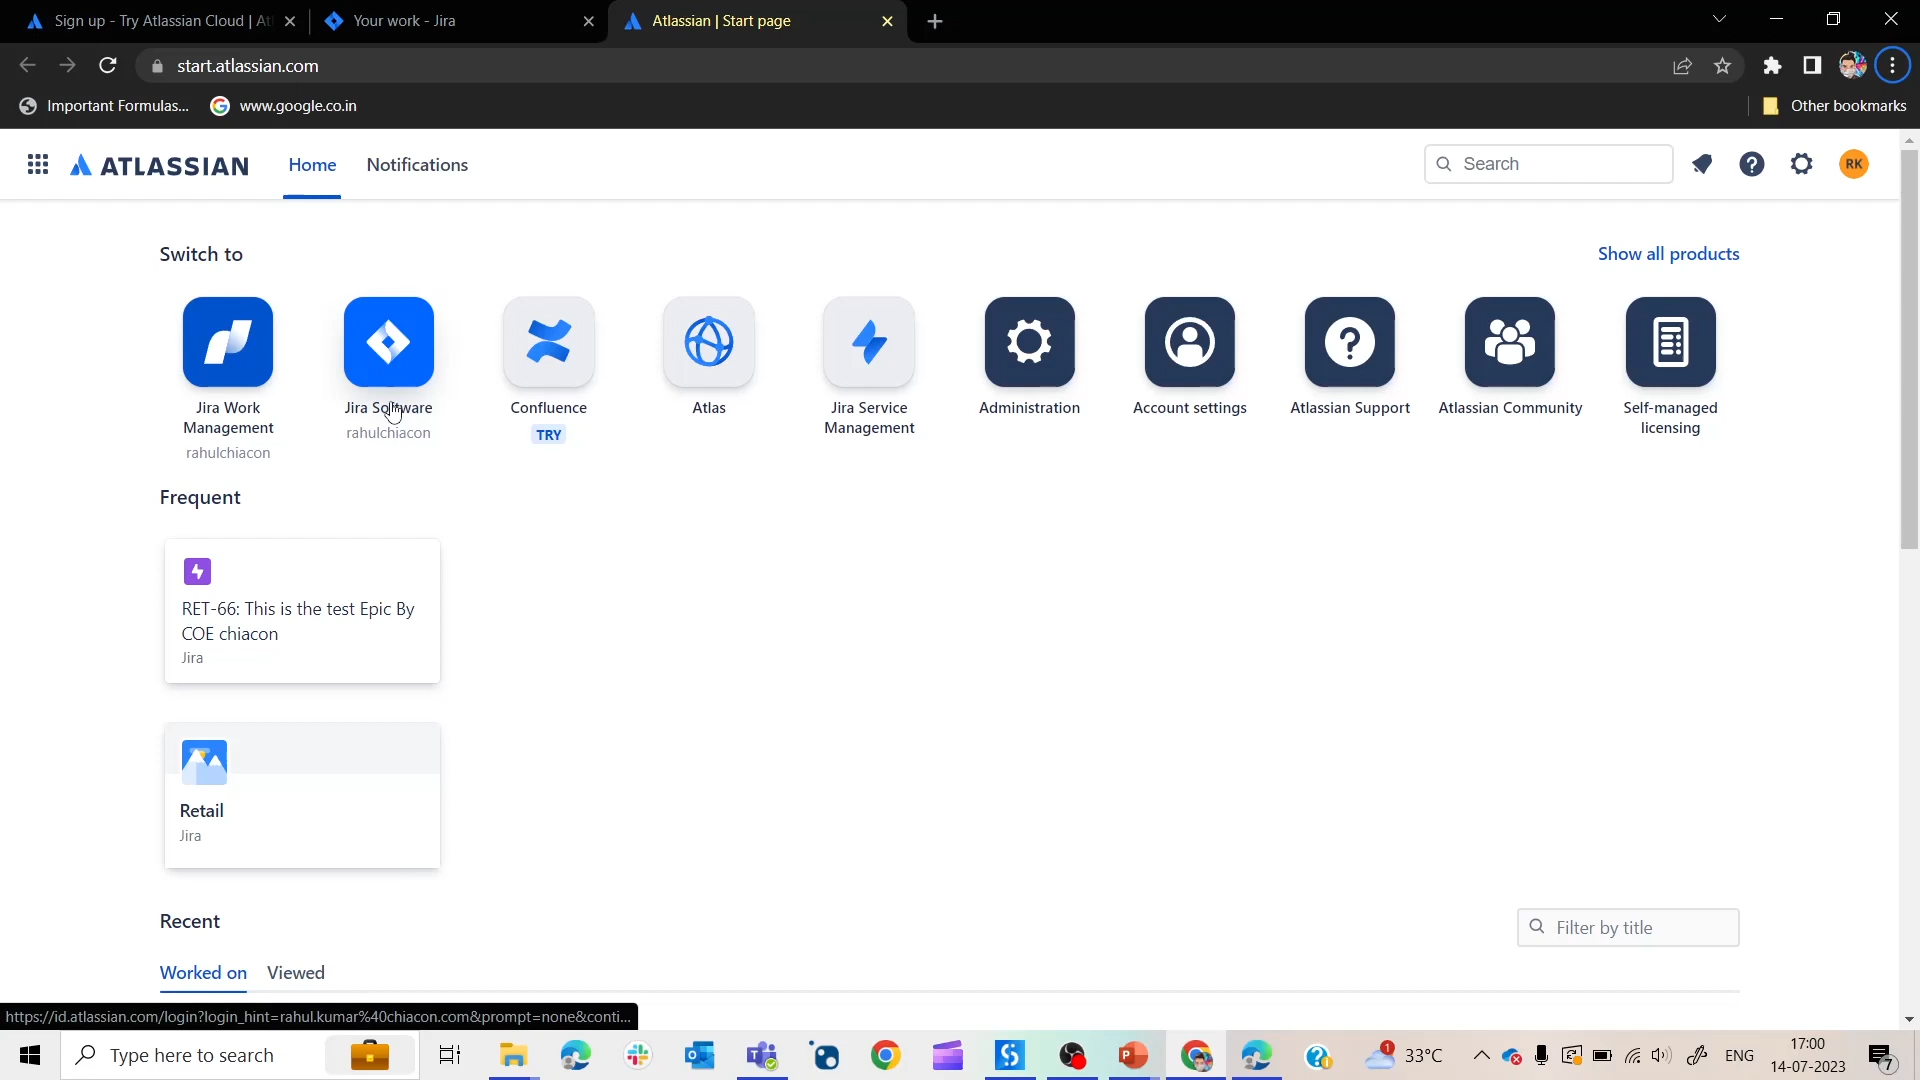 Sign up - Try Atlassian Cloud | At
Your work - Jira
Atlassian | Start page
start.atlassian.com
Important Formulas...
www.google.co.in
Other bookmarks
ATLASSIAN
Home
Notifications
Search
RK
Switch to
Show all products
Jira Work
Management
rahulchiacon
Jira Software
rahulchiacon
Confluence
TRY
Atlas
Jira Service
Management
Administration
Account settings
Atlassian Support
Atlassian Community
Self-managed
licensing
Frequent
RET-66: This is the test Epic By
COE chiacon
Jira
Retail
Jira
Recent
Filter by title
Worked on
Viewed
https://id.atlassian.com/login?login_hint=rahul.kumar%40chiacon.com&prompt=none&conti...
Type here to search
1
33°C
ENG
17:00
14-07-2023
7